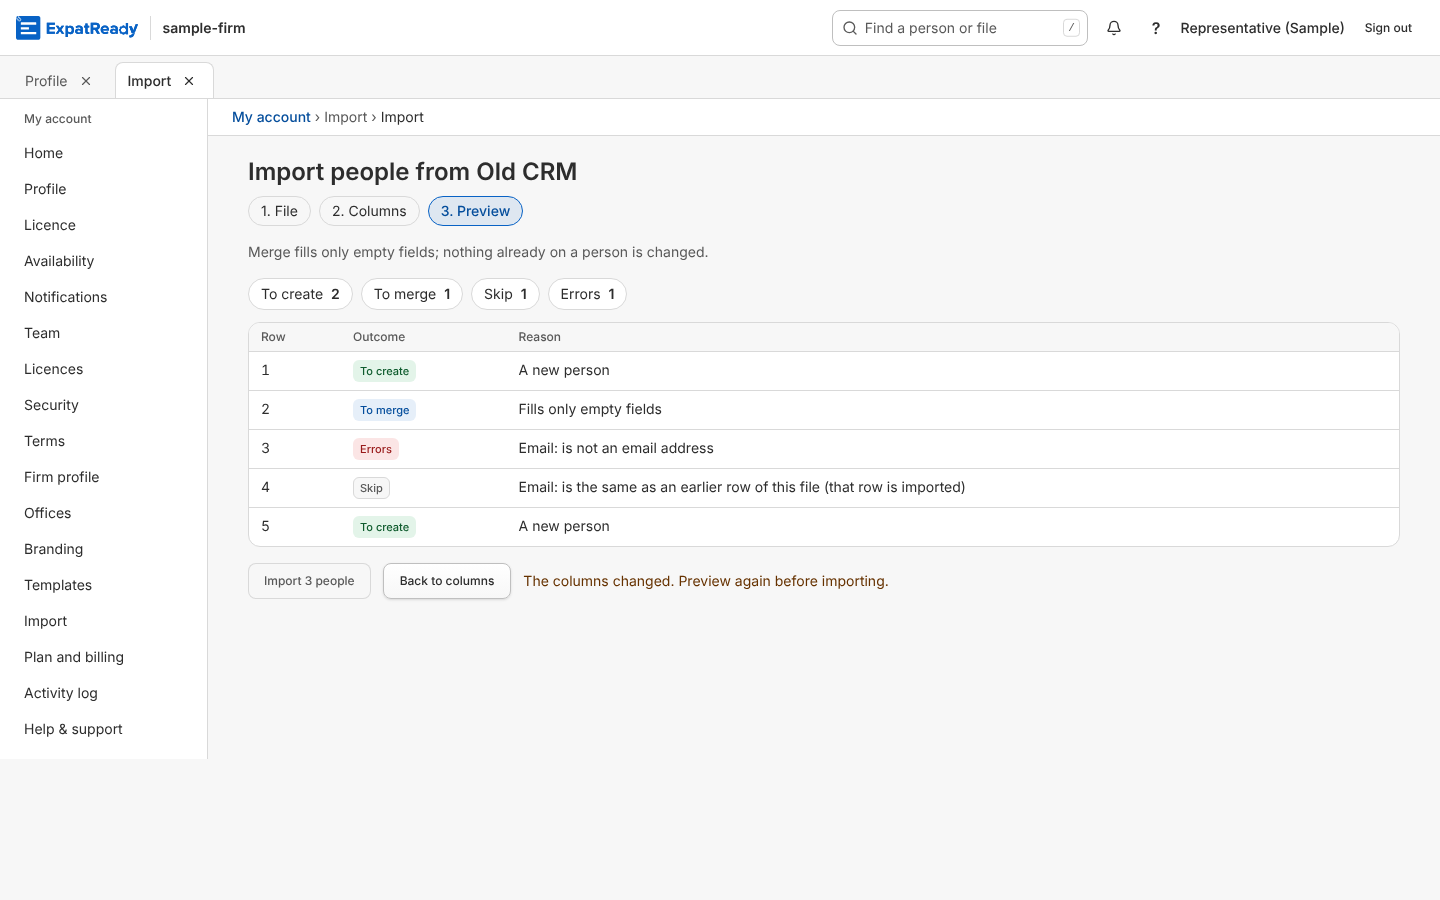 ExpatReady
sample-firm
Find a person or file
/
?
Representative (Sample)
Sign out
Profile
Import
My account
Home
Profile
Licence
Availability
Notifications
Team
Licences
Security
Terms
Firm profile
Offices
Branding
Templates
Import
Plan and billing
Activity log
Help & support
My account › Import › Import
Import people from Old CRM
1. File
2. Columns
3. Preview
Merge fills only empty fields; nothing already on a person is changed.
To create 2
To merge 1
Skip 1
Errors 1
Row Outcome Reason
1 To create A new person
2 To merge Fills only empty fields
3 Errors Email: is not an email address
4 Skip Email: is the same as an earlier row of this file (that row is imported)
5 To create A new person
Import 3 people
Back to columns
The columns changed. Preview again before importing.